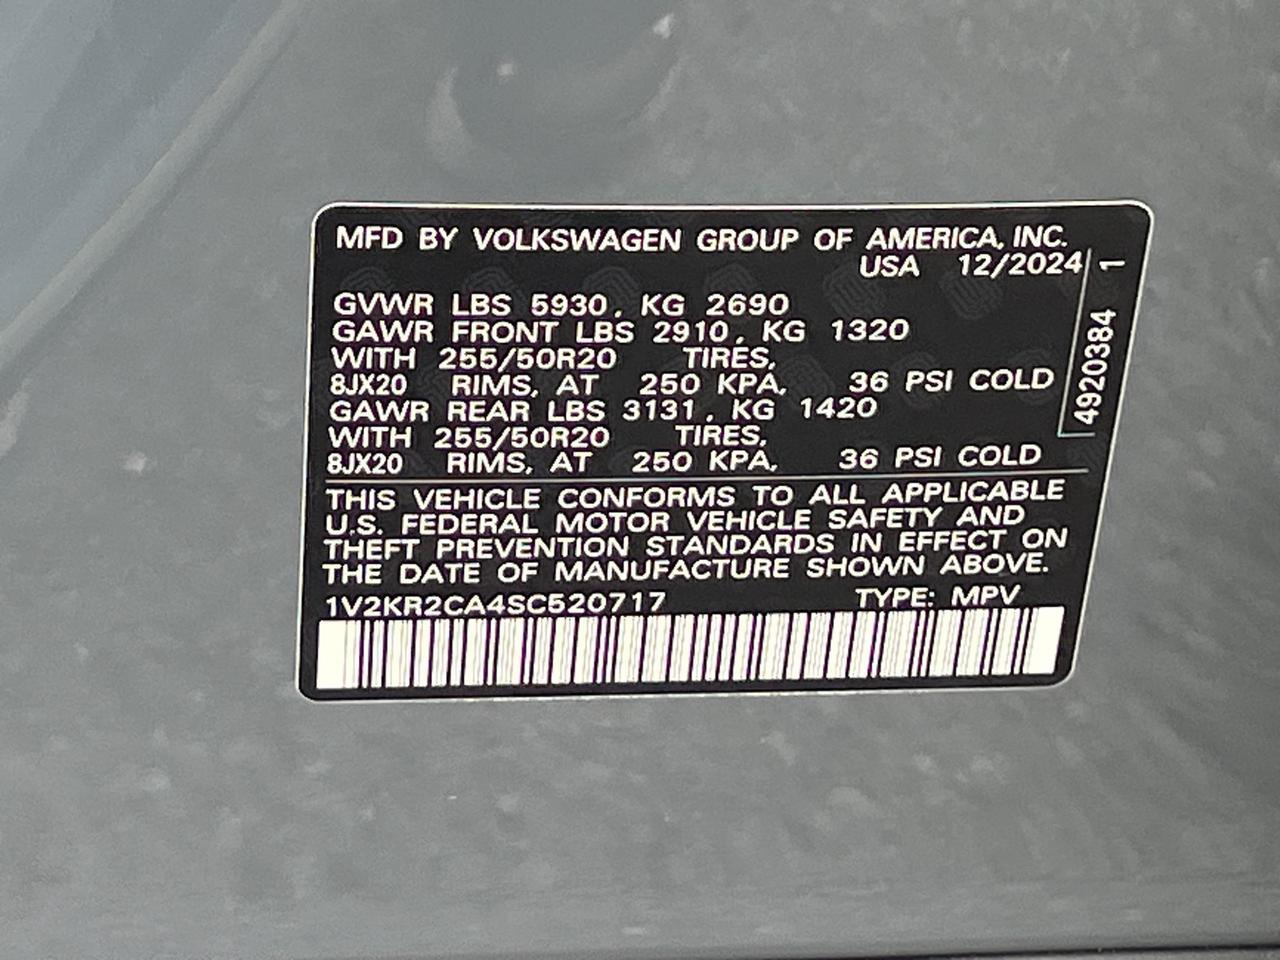 MFD BY VOLKSWAGEN GROUP OF AMERICA, INC.
USA 12/2024
GVWR LBS 5930, KG 2690
GAWR FRONT LBS 2910, KG 1320
WITH 255/50R20 TIRES,
8JX20 RIMS, AT 250 KPA, 36 PSI COLD
GAWR REAR LBS 3131, KG 1420
WITH 255/50R20 TIRES,
8JX20 RIMS, AT 250 KPA, 36 PSI COLD
THIS VEHICLE CONFORMS TO ALL APPLICABLE
U.S. FEDERAL MOTOR VEHICLE SAFETY AND
THEFT PREVENTION STANDARDS IN EFFECT ON
THE DATE OF MANUFACTURE SHOWN ABOVE.
1V2KR2CA4SC520717 TYPE: MPV
4920384 1